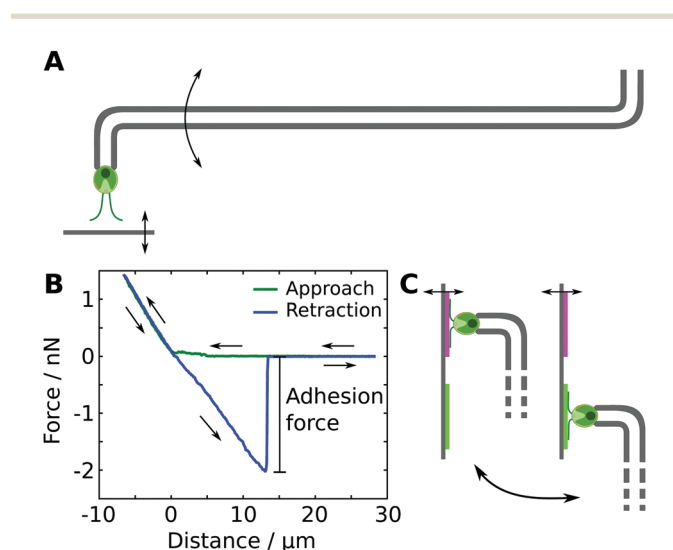 A
B
C
Approach
Retraction
1
0
-1
-2
Force / nN
Adhesion
force
-10
0
10
20
30
Distance / µm